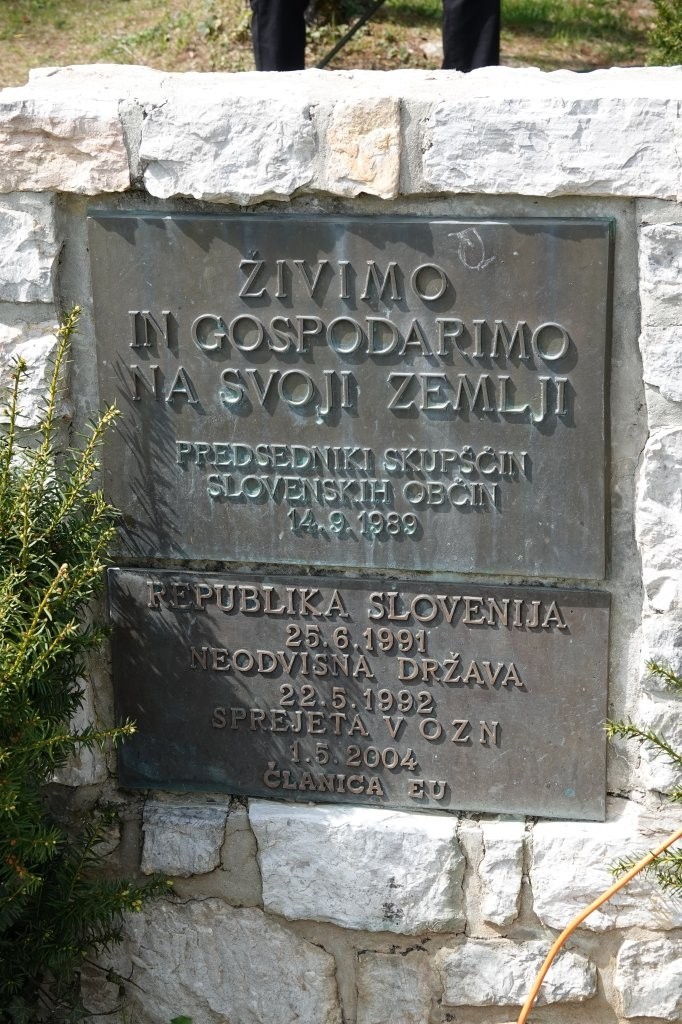 ŽIVIMO
IN GOSPODARIMO
NA SVOJI ZEMLJI
PREDSEDNIKI SKUPŠČIN
SLOVENSKIH OBČIN
14.9.1989
REPUBLIKA SLOVENIJA
25.6.1991
NEODVISNA DRŽAVA
22.5.1992
SPREJETA V OZN
1.5.2004
ČLANICA EU